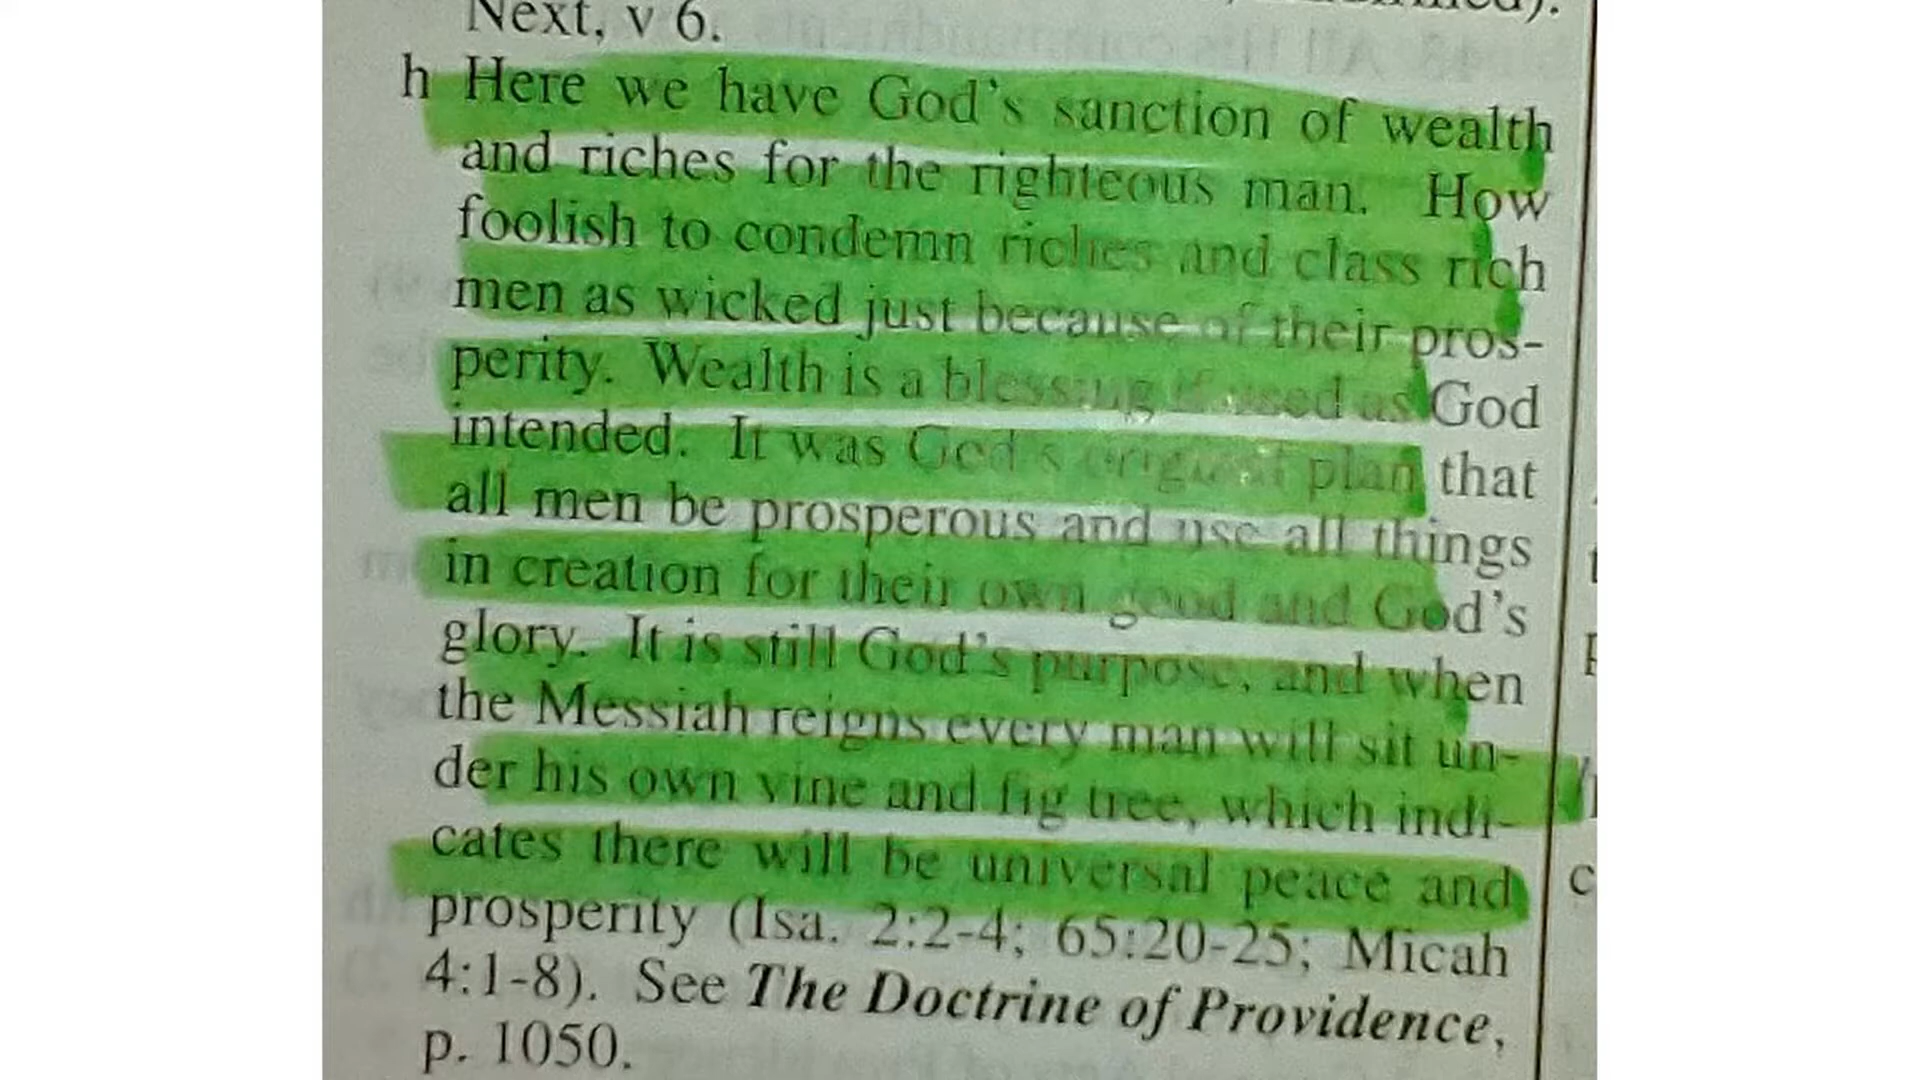 Next, v 6.
h Here we have God's sanction of wealth
and riches for the righteous man. How
foolish to condemn riches and class rich
men as wicked just because of their pros-
perity. Wealth is a blessing if used as God
intended. It was God's original plan that
all men be prosperous and use all things
in creation for their own good and God's
glory. It is still God's purpose, and when
the Messiah reigns every man will sit un-
der his own vine and fig tree, which indi-
cates there will be universal peace and
prosperity (Isa. 2:2-4; 65:20-25; Micah
4:1-8). See The Doctrine of Providence,
p. 1050.